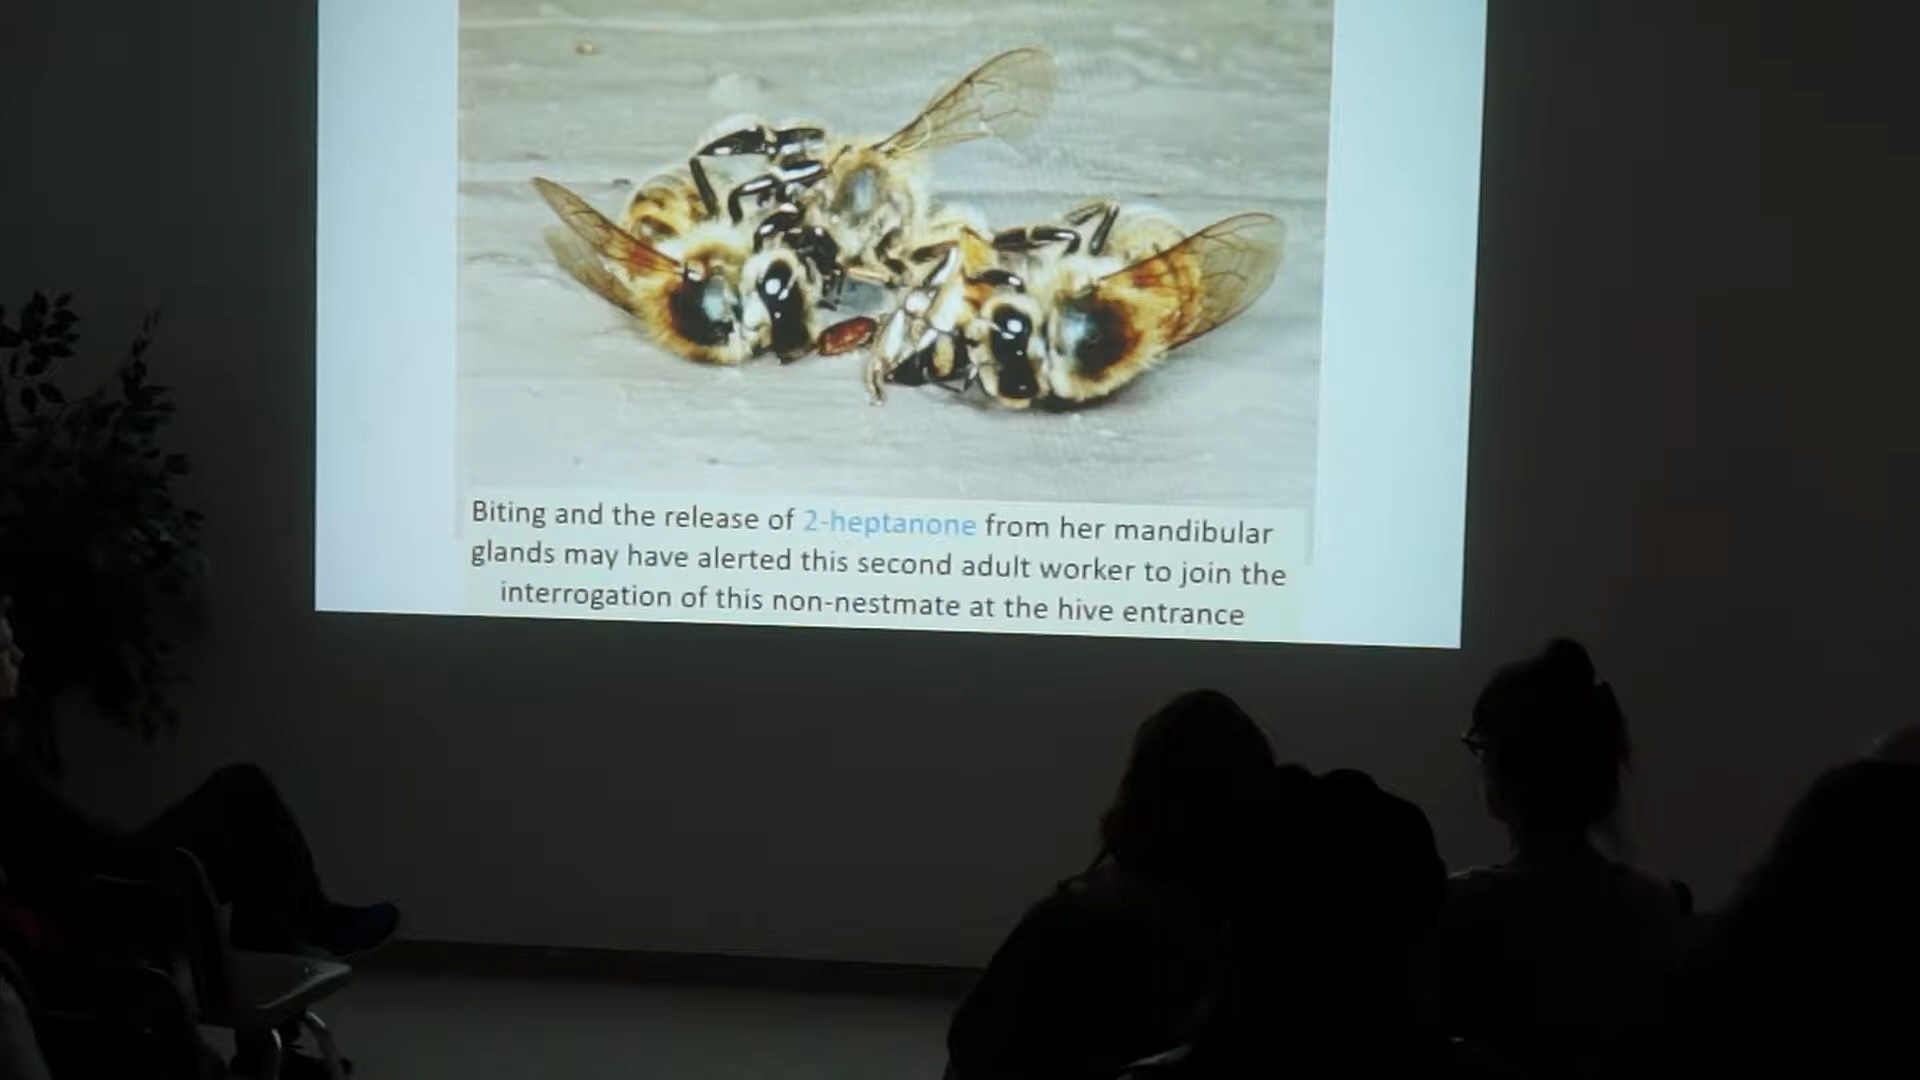 Biting and the release of 2-heptanone from her mandibular
glands may have alerted this second adult worker to join the
interrogation of this non-nestmate at the hive entrance